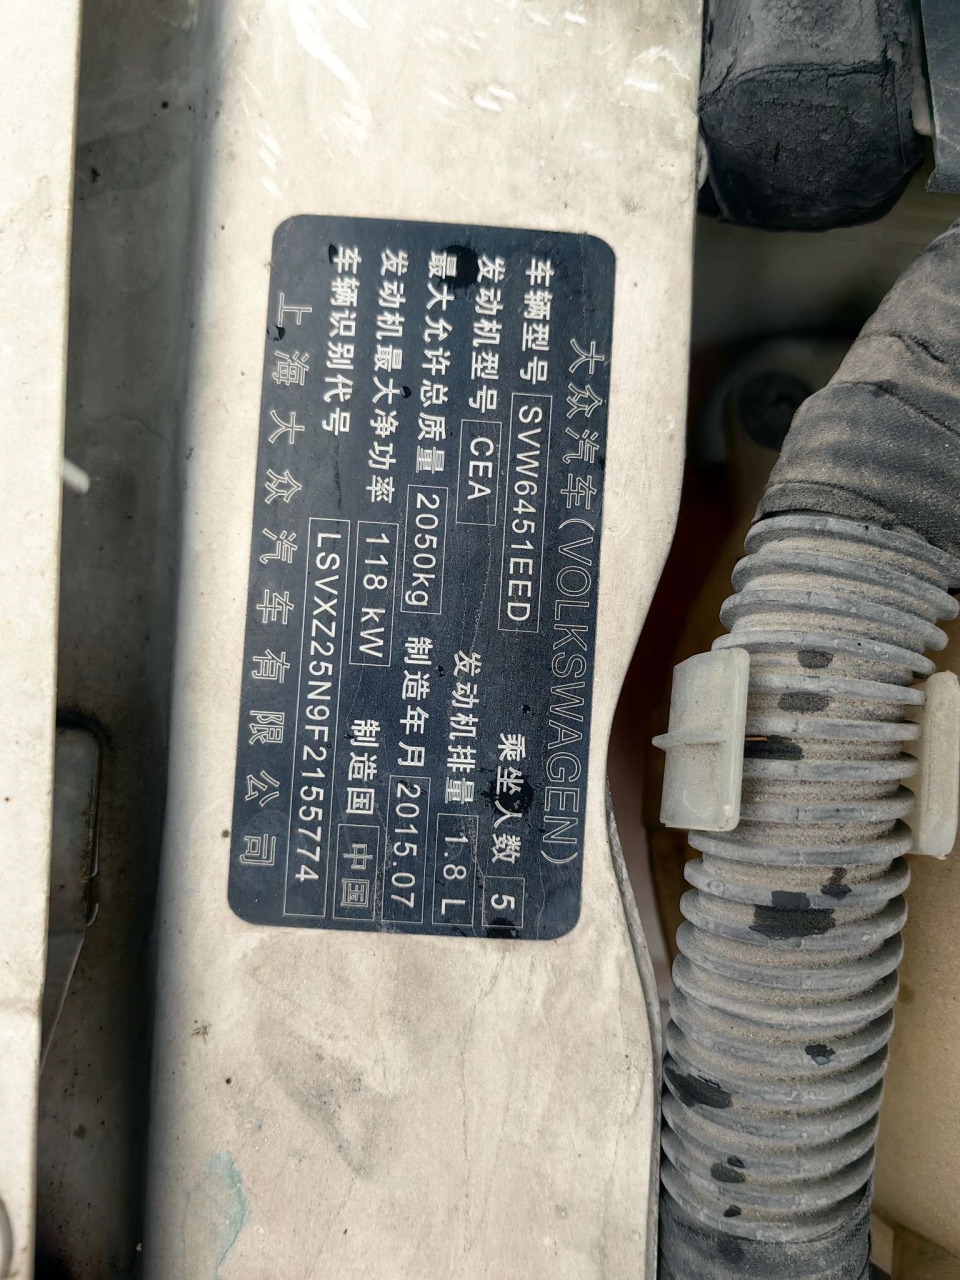 大众汽车(VOLKSWAGEN)
车辆型号 SVW6451EED 乘坐人数 5
发动机型号 CEA 发动机排量 1.8 L
最大允许总质量 2050kg 制造年月 2015.07
发动机最大净功率 118 kW 制造国 中国
车辆识别代号 LSVXZ25N9F2155774
上海大众汽车有限公司